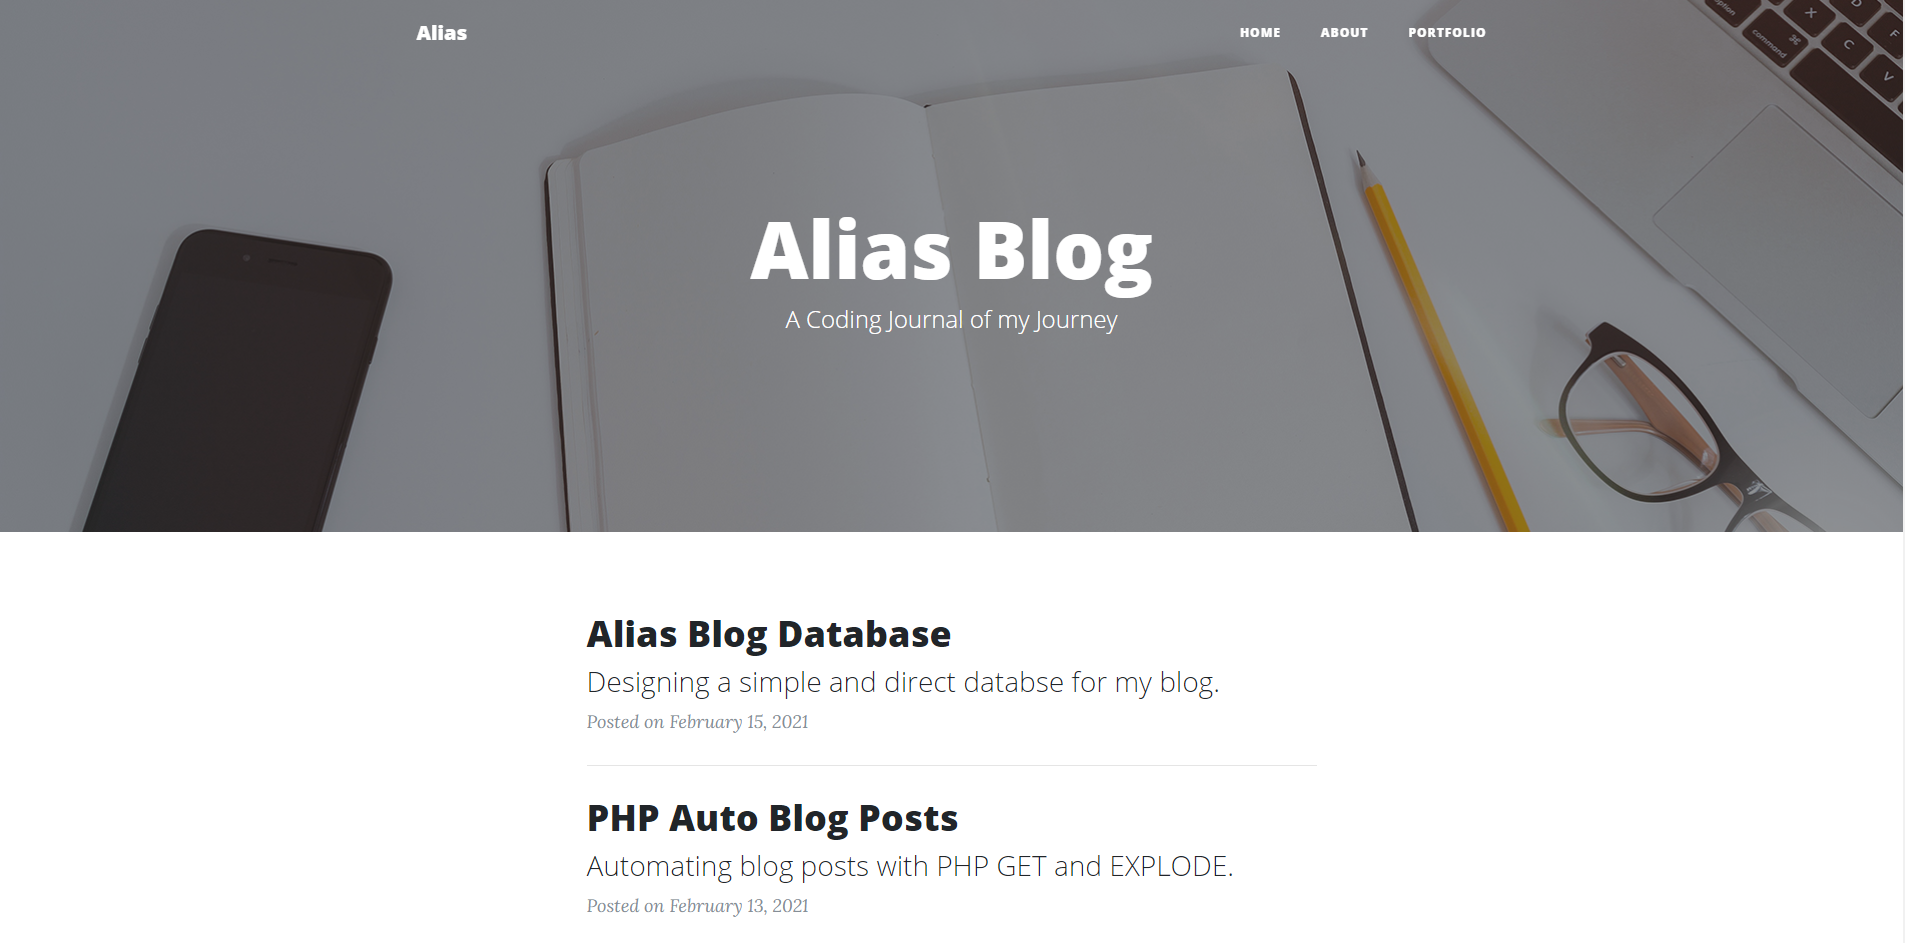 Alias
HOME ABOUT PORTFOLIO
option
command ⌘
X
C
V
D
F
Alias Blog
A Coding Journal of my Journey
Alias Blog Database
Designing a simple and direct databse for my blog.
Posted on February 15, 2021
PHP Auto Blog Posts
Automating blog posts with PHP GET and EXPLODE.
Posted on February 13, 2021